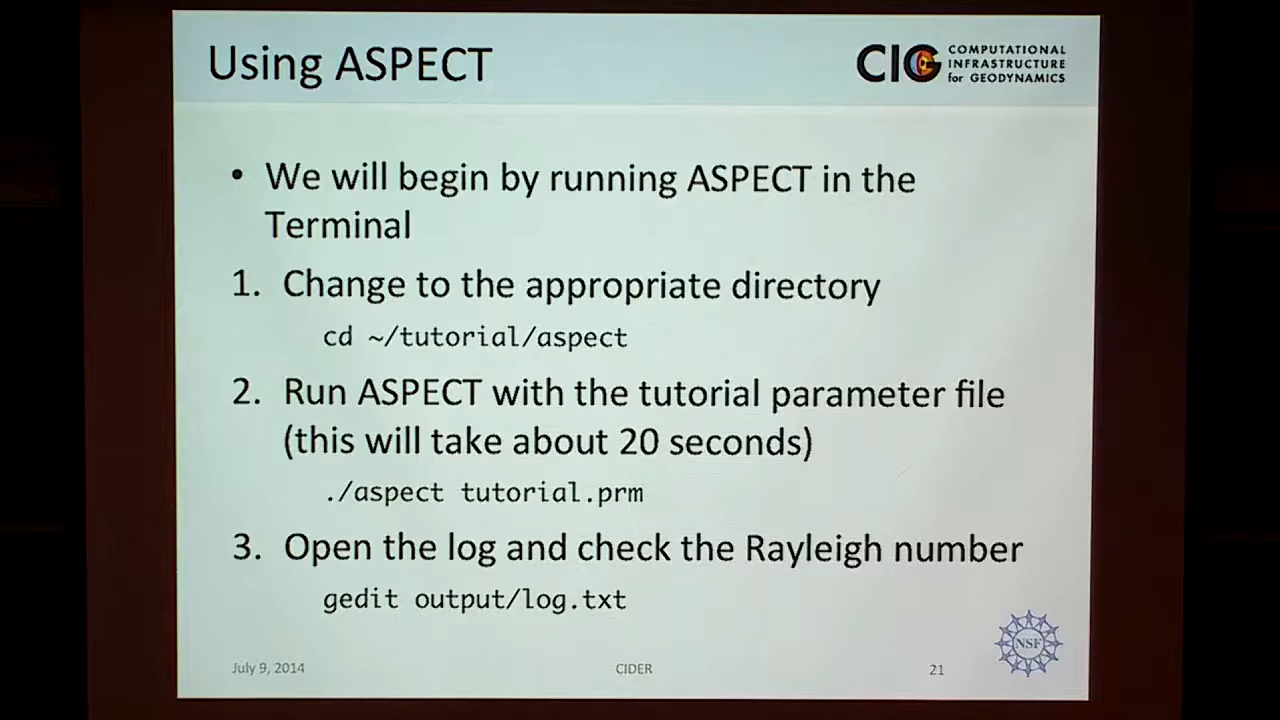 Using ASPECT
CIG COMPUTATIONAL
INFRASTRUCTURE
for GEODYNAMICS
• We will begin by running ASPECT in the
Terminal
1. Change to the appropriate directory
cd ~/tutorial/aspect
2. Run ASPECT with the tutorial parameter file
(this will take about 20 seconds)
./aspect tutorial.prm
3. Open the log and check the Rayleigh number
gedit output/log.txt
NSF
July 9, 2014
CIDER
21